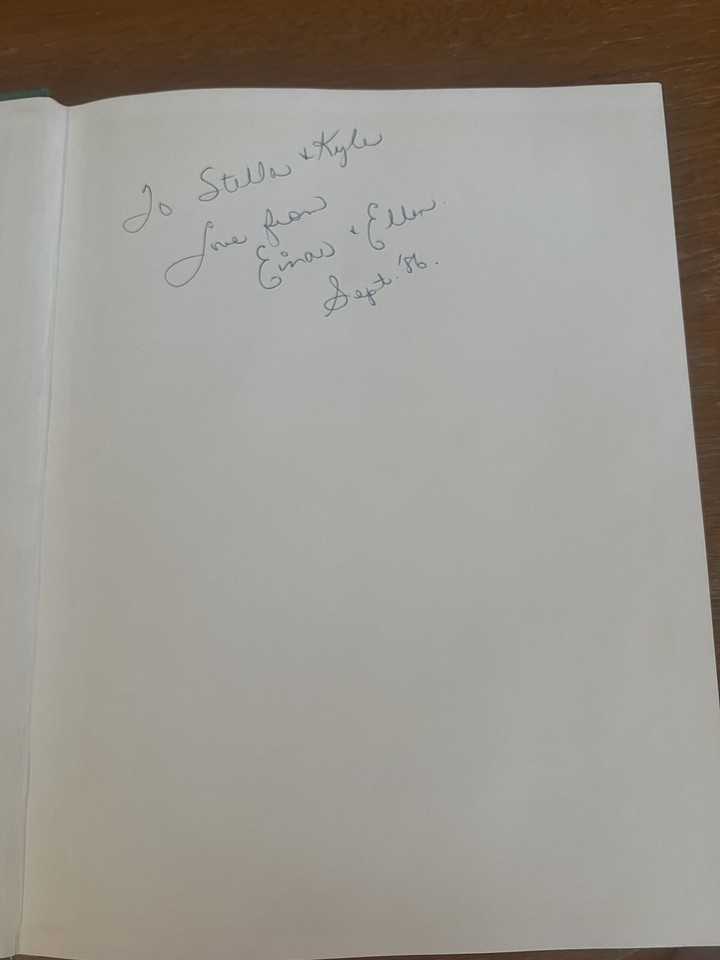 To Stella & Kyle
Love from
Einar & Ellen.
Sept. '86.